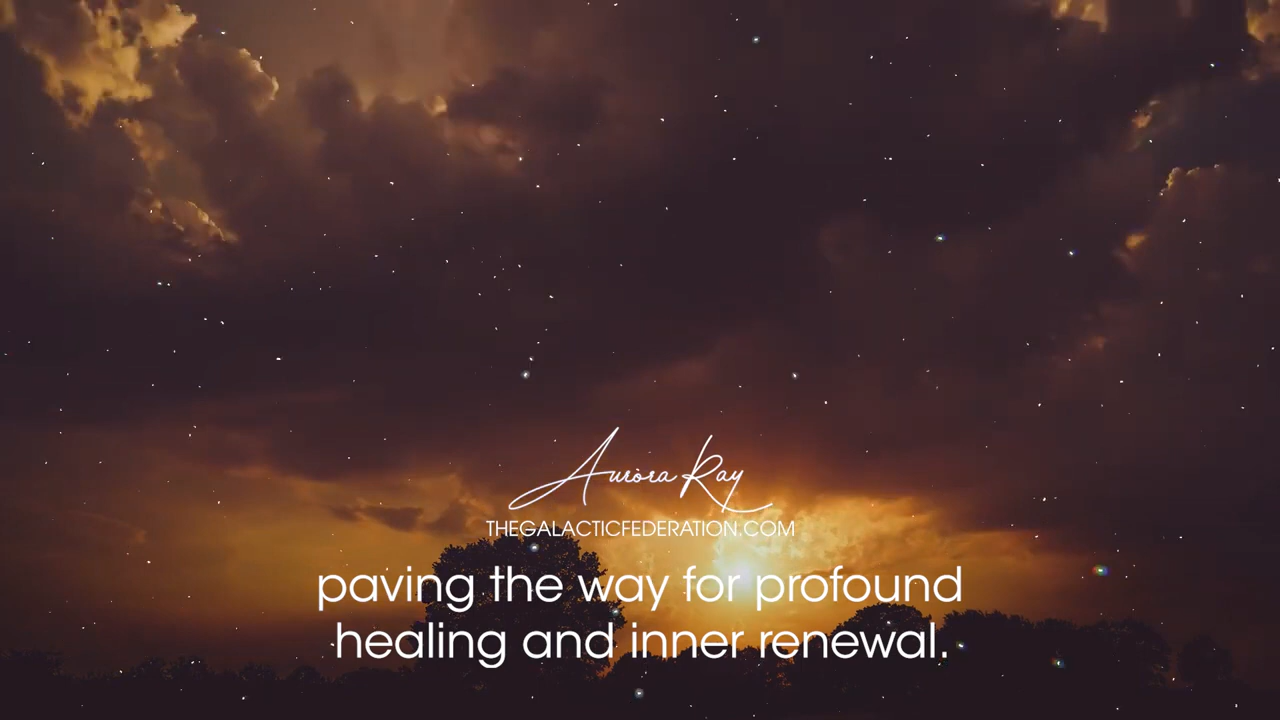 Aurora Ray
THEGALACTICFEDERATION.COM
paving the way for profound
healing and inner renewal.